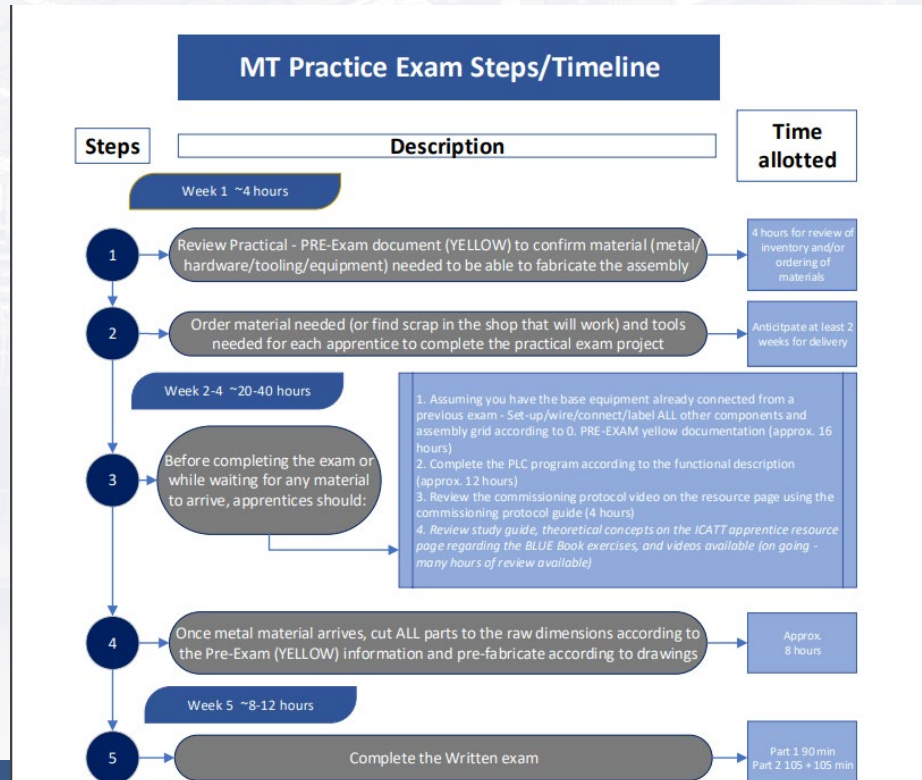 MT Practice Exam Steps/Timeline
Steps
Description
Time
allotted
Week 1 ~4 hours
1
Review Practical - PRE-Exam document (YELLOW) to confirm material (metal/
hardware/tooling/equipment) needed to be able to fabricate the assembly
4 hours for review of
inventory and/or
ordering of
materials
2
Order material needed (or find scrap in the shop that will work) and tools
needed for each apprentice to complete the practical exam project
Anticitpate at least 2
weeks for delivery
Week 2-4 ~20-40 hours
3
Before completing the exam or
while waiting for any material
to arrive, apprentices should:
1. Assuming you have the base equipment already connected from a
previous exam - Set-up/wire/connect/label ALL other components and
assembly grid according to 0. PRE-EXAM yellow documentation (approx. 16
hours)
2. Complete the PLC program according to the functional description
(approx. 12 hours)
3. Review the commissioning protocol video on the resource page using the
commissioning protocol guide (4 hours)
4. Review study guide, theoretical concepts on the ICATT apprentice resource
page regarding the BLUE Book exercises, and videos available (on going -
many hours of review available)
4
Once metal material arrives, cut ALL parts to the raw dimensions according to
the Pre-Exam (YELLOW) information and pre-fabricate according to drawings
Approx.
8 hours
Week 5 ~8-12 hours
5
Complete the Written exam
Part 1 90 min
Part 2 105 + 105 min